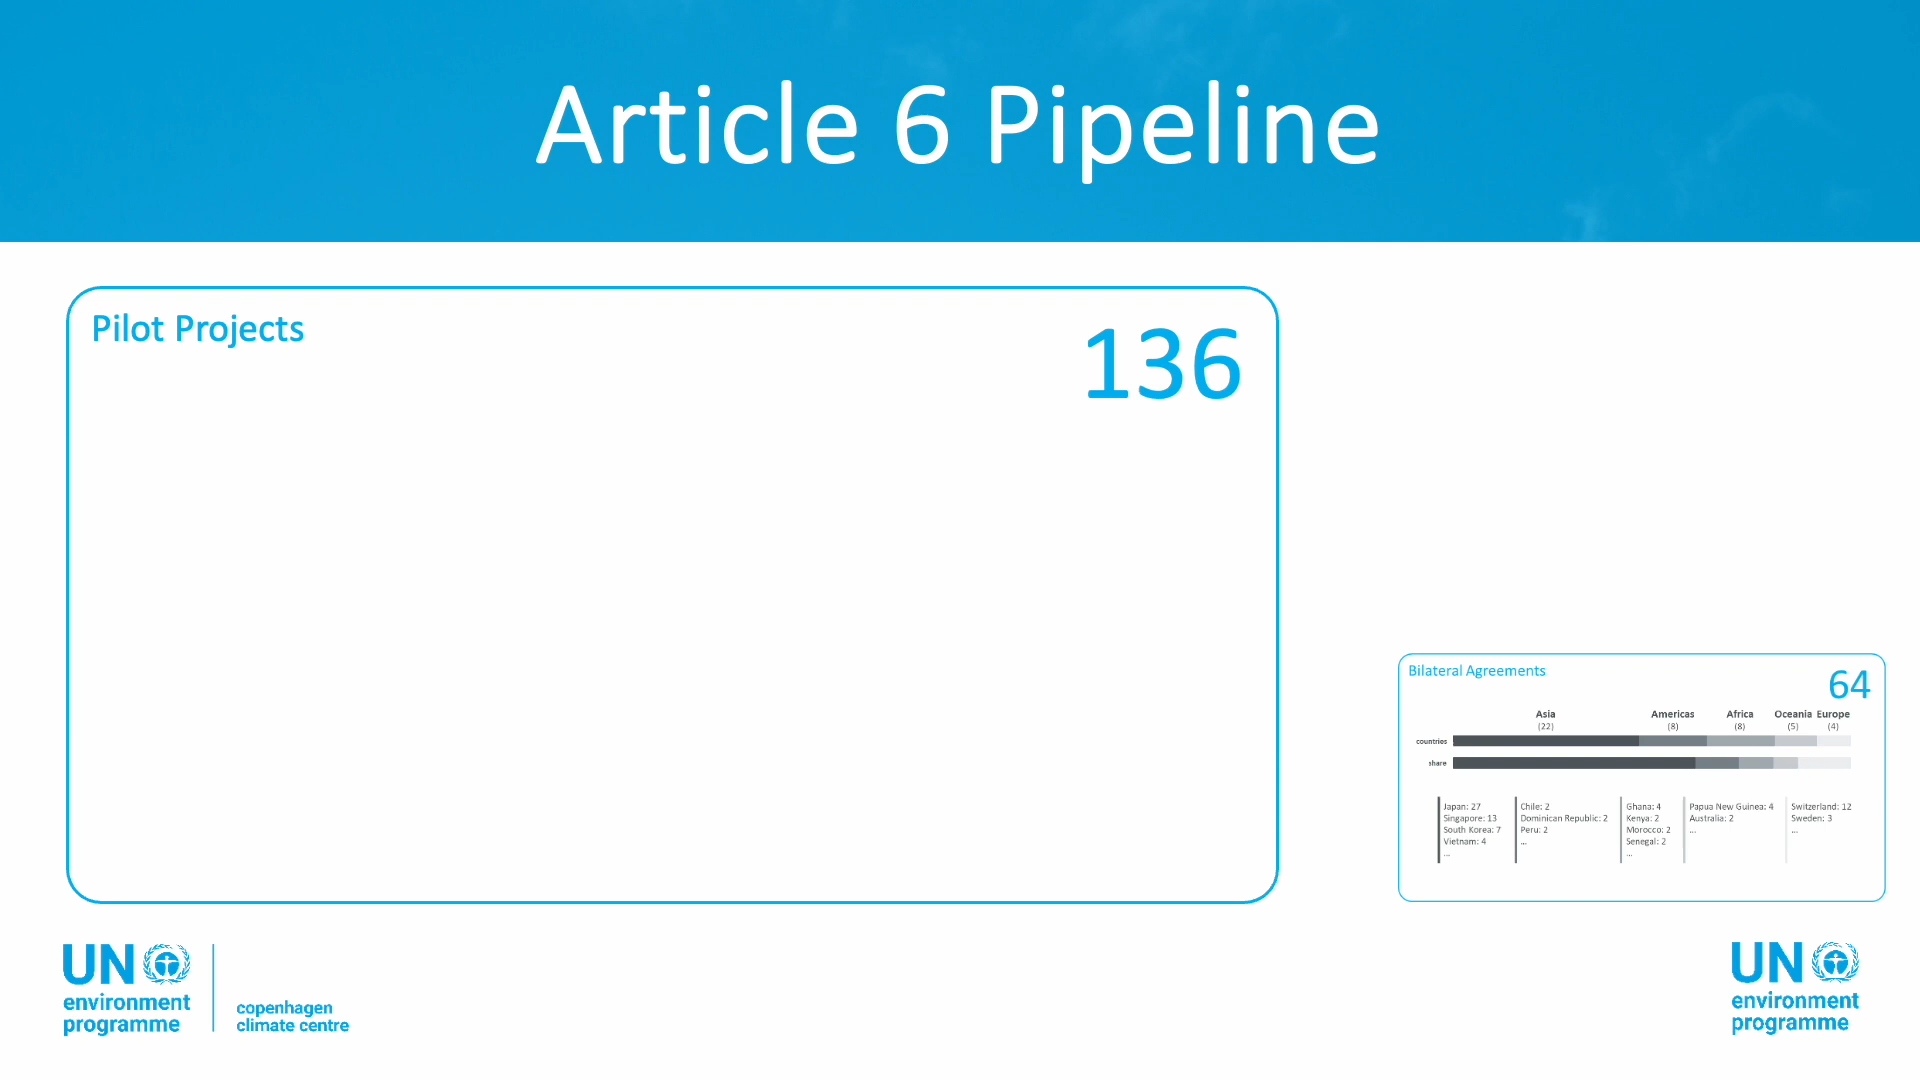 Article 6 Pipeline
Pilot Projects
136
Bilateral Agreements
64
Asia Americas Africa Oceania Europe
(22) (8) (8) (5) (4)
countries
share
Japan: 27
Singapore: 13
South Korea: 7
Vietnam: 4
...
Chile: 2
Dominican Republic: 2
Peru: 2
...
Ghana: 4
Kenya: 2
Morocco: 2
Senegal: 2
...
Papua New Guinea: 4
Australia: 2
...
Switzerland: 12
Sweden: 3
...
UN
environment
programme
copenhagen
climate centre
UN
environment
programme